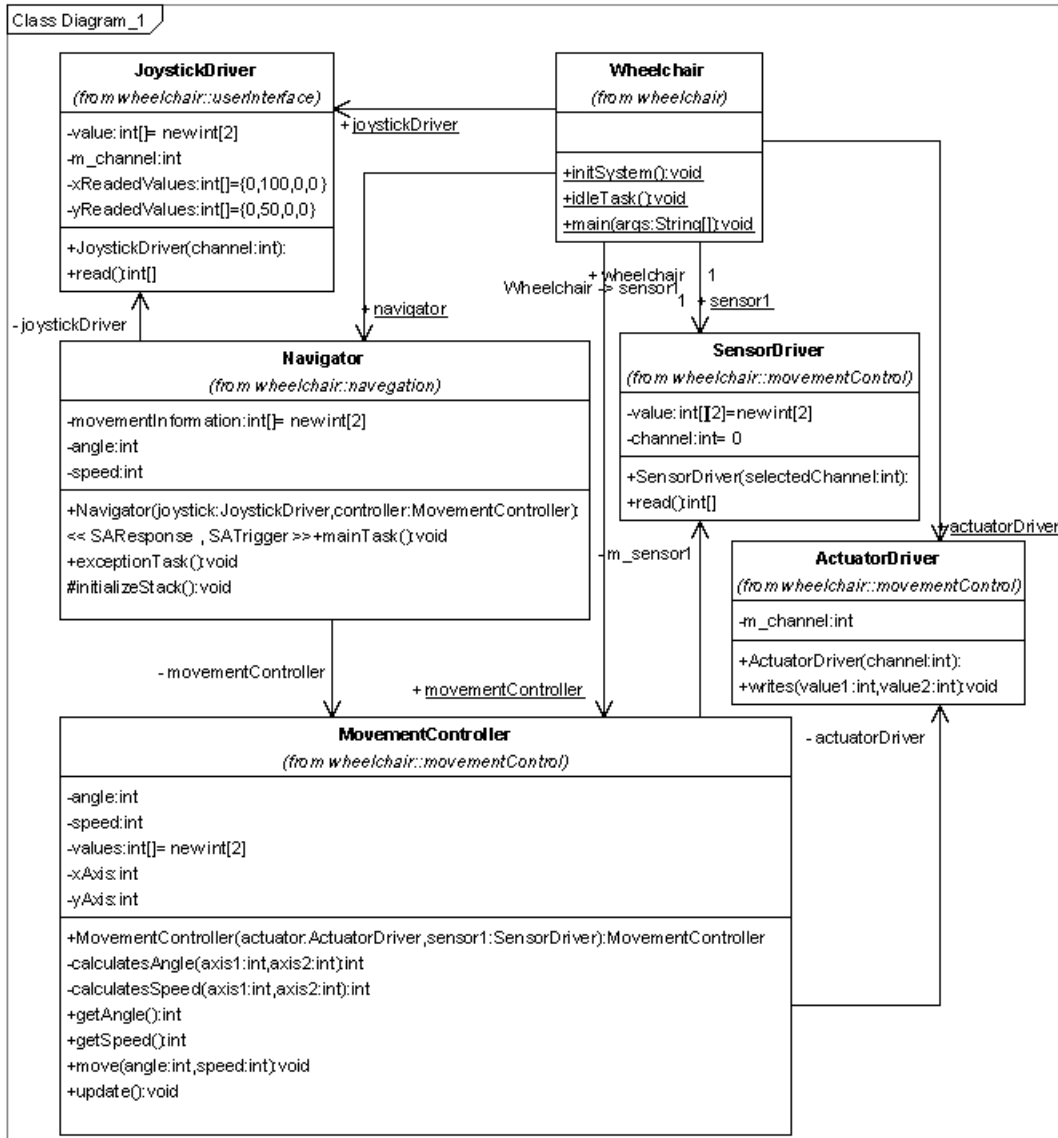 Class Diagram_1
JoystickDriver
(from wheelchair::userInterface)
-value:int[]= newint[2]
-m_channel:int
-xReadedValues:int[]={0,100,0,0}
-yReadedValues:int[]={0,50,0,0}
+JoystickDriver(channel:int):
+read():int[]
Wheelchair
(from wheelchair)
+initSystem():void
+idleTask():void
+main(args:String[]):void
+ joystickDriver
+ navigator
- joystickDriver
+ wheelchair 1
Wheelchair -> sensor1
1 + sensor1
Navigator
(from wheelchair::navegation)
-movementInformation:int[]= newint[2]
-angle:int
-speed:int
+Navigator(joystick:JoystickDriver,controller:MovementController):
<< SAResponse , SATrigger >>+mainTask():void
+exceptionTask():void
#initializeStack():void
SensorDriver
(from wheelchair::movementControl)
-value:int[][2]=newint[2]
-channel:int= 0
+SensorDriver(selectedChannel:int):
+read():int[]
- m_sensor1
+actuatorDriver
ActuatorDriver
(from wheelchair::movementControl)
-m_channel:int
+ActuatorDriver(channel:int):
+writes(value1:int,value2:int):void
- movementController
+ movementController
- actuatorDriver
MovementController
(from wheelchair::movementControl)
-angle:int
-speed:int
-values:int[]= newint[2]
-xAxis:int
-yAxis:int
+MovementController(actuator:ActuatorDriver,sensor1:SensorDriver):MovementController
-calculatesAngle(axis1:int,axis2:int):int
-calculatesSpeed(axis1:int,axis2:int):int
+getAngle():int
+getSpeed():int
+move(angle:int,speed:int):void
+update():void